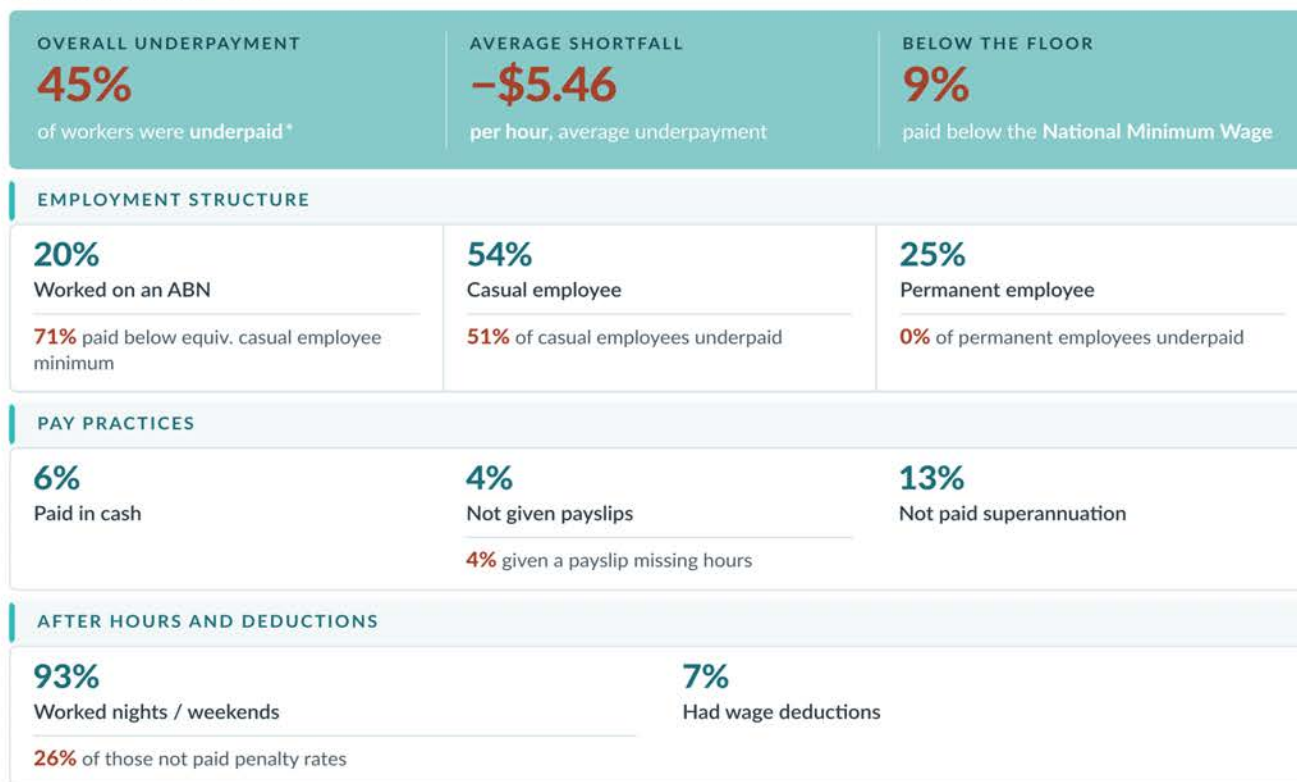 OVERALL UNDERPAYMENT
45%
of workers were underpaid*
AVERAGE SHORTFALL
–$5.46
per hour, average underpayment
BELOW THE FLOOR
9%
paid below the National Minimum Wage
EMPLOYMENT STRUCTURE
20%
Worked on an ABN
71% paid below equiv. casual employee
minimum
54%
Casual employee
51% of casual employees underpaid
25%
Permanent employee
0% of permanent employees underpaid
PAY PRACTICES
6%
Paid in cash
4%
Not given payslips
4% given a payslip missing hours
13%
Not paid superannuation
AFTER HOURS AND DEDUCTIONS
93%
Worked nights / weekends
26% of those not paid penalty rates
7%
Had wage deductions